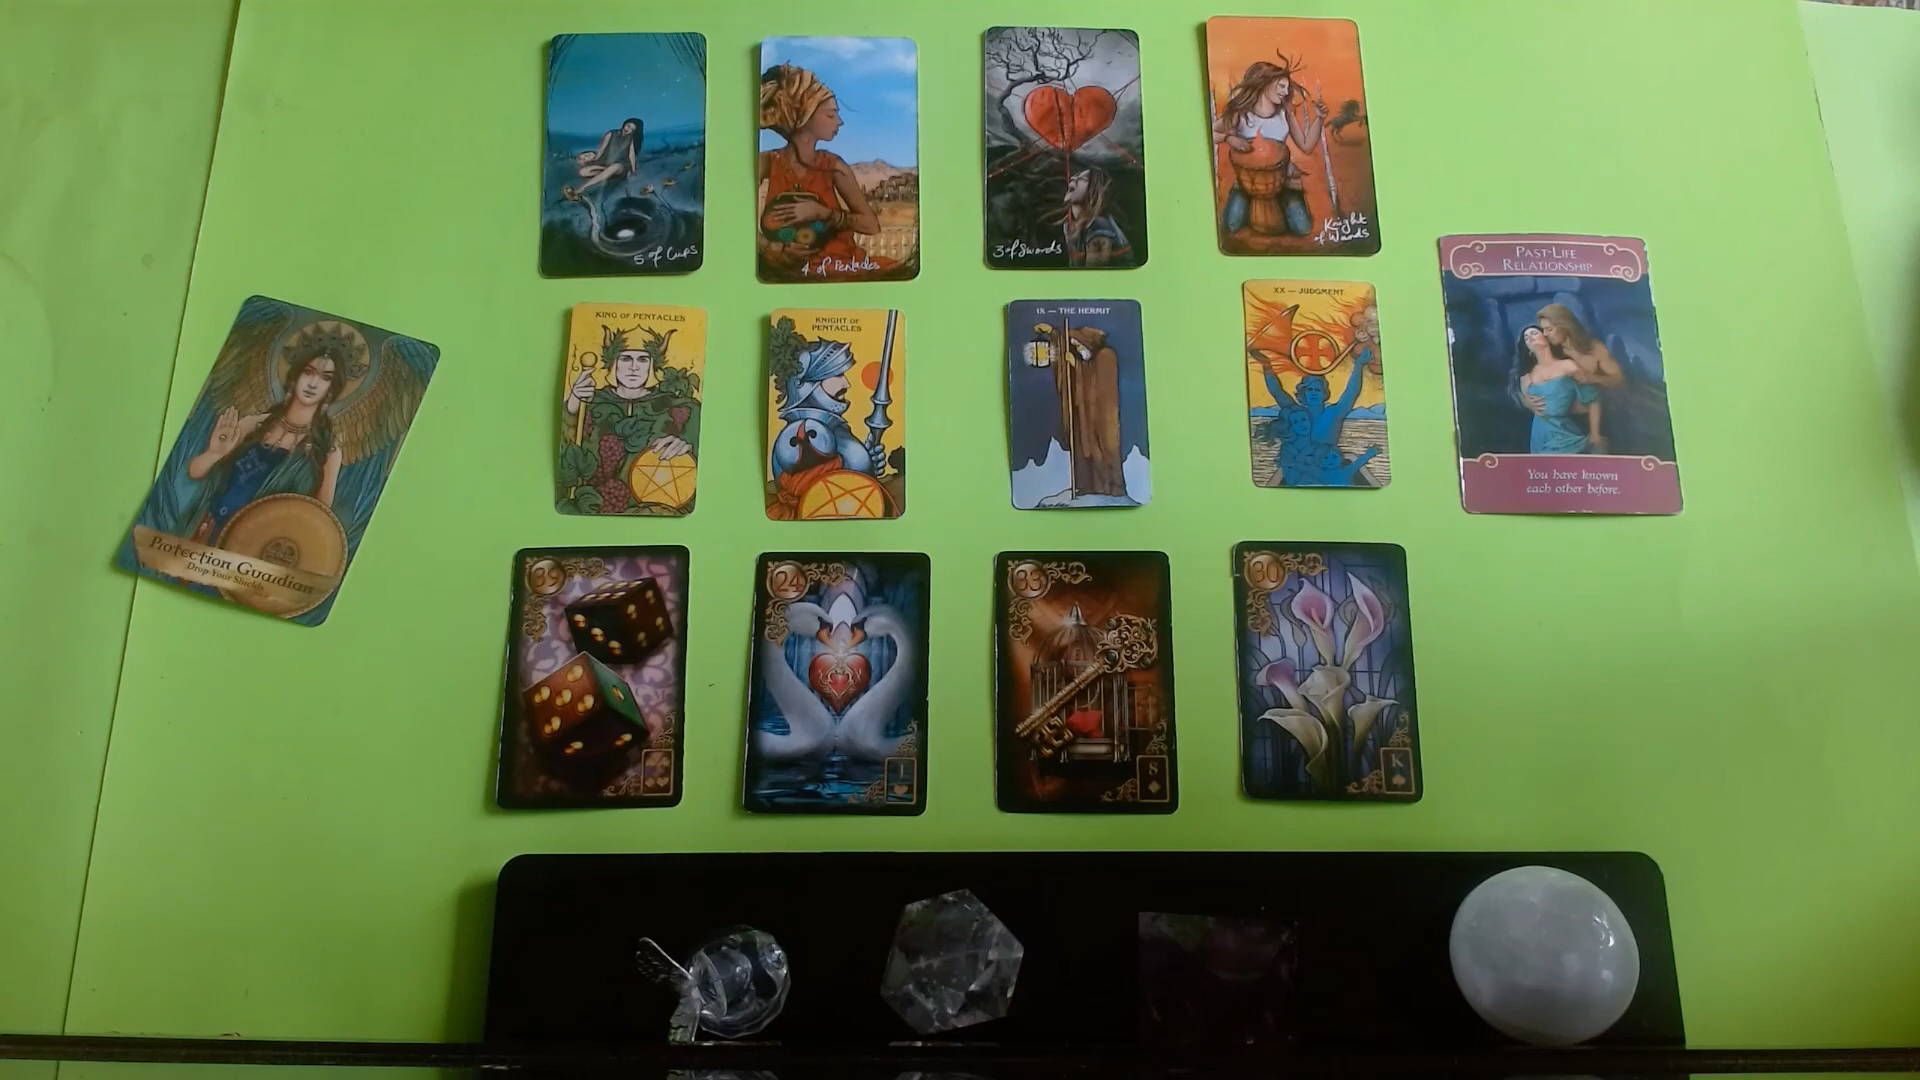 5 of Cups
4 of Pentacles
3 of Swords
Knight
of Wands
PAST-LIFE
RELATIONSHIP
You have known
each other before.
KING OF PENTACLES
KNIGHT OF
PENTACLES
IX — THE HERMIT
XX — JUDGMENT
Protection Guardian
Drop Your Shields
39
24
J
33
8
30
K